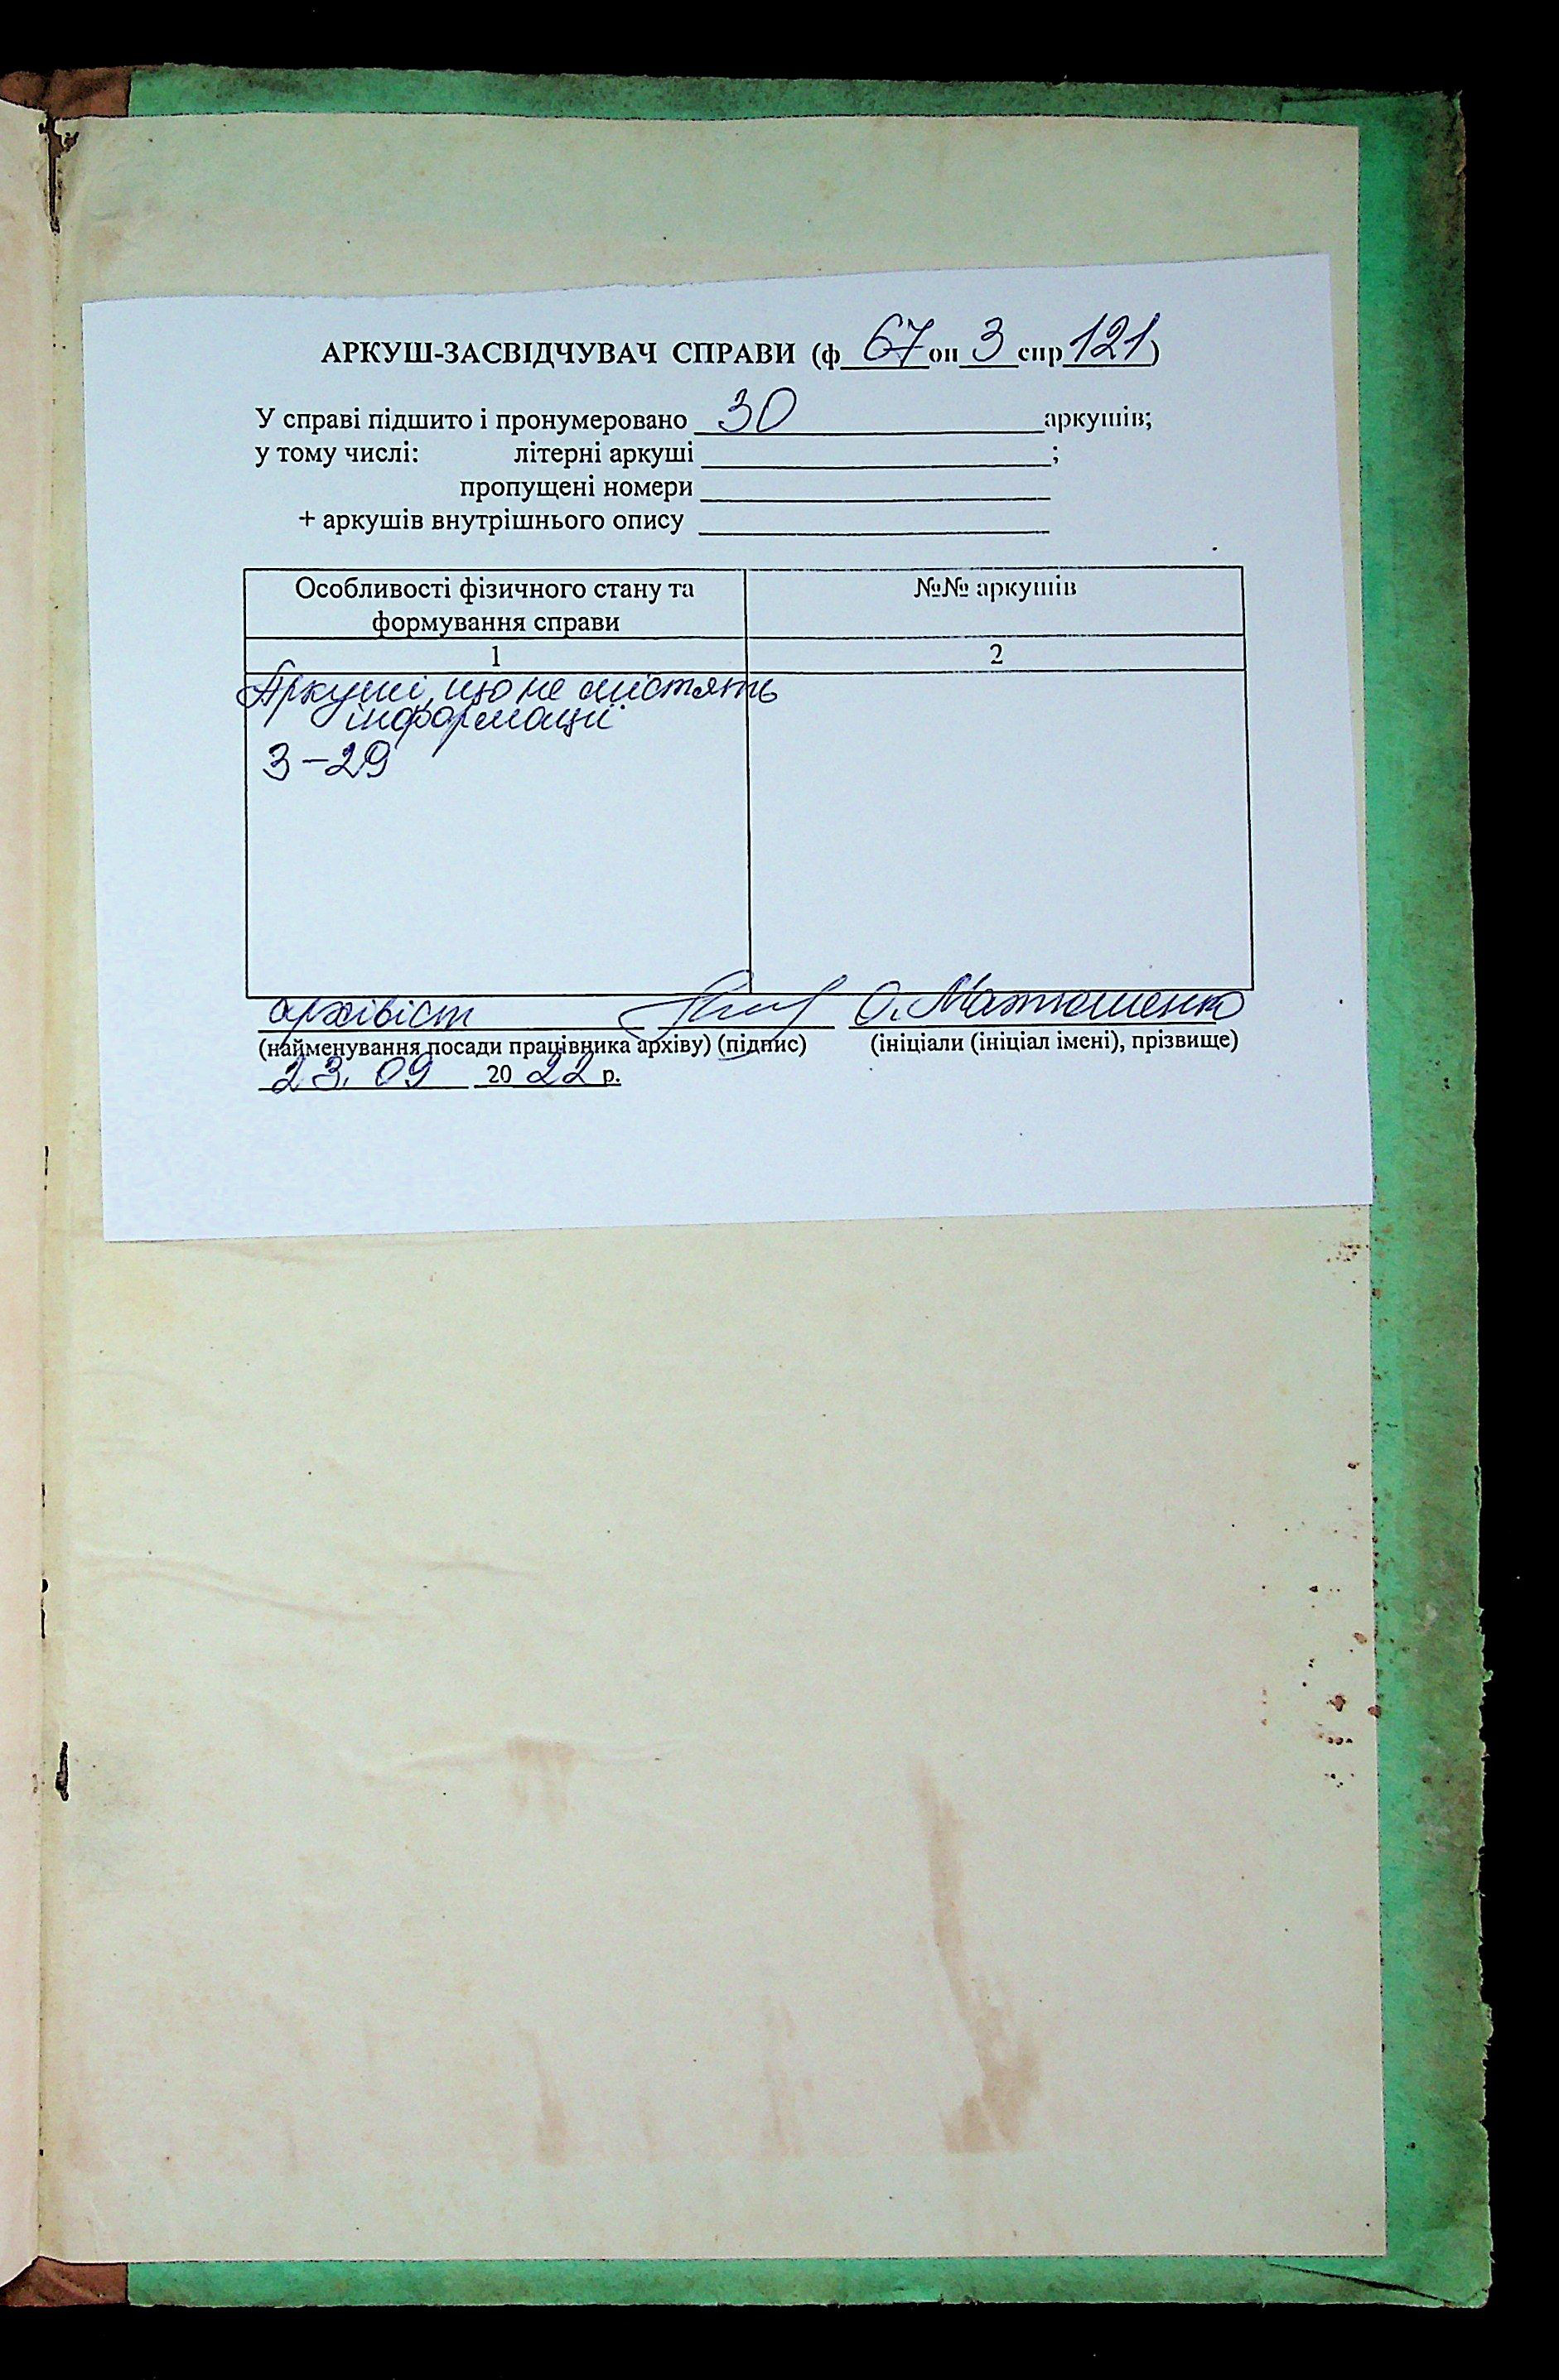 АРКУШ-ЗАСВІДЧУВАЧ СПРАВИ (ф 67 оп 3 спр 121)
У справі підшито і пронумеровано 30 аркушів;
у тому числі: літерні аркуші ;
пропущені номери
+ аркушів внутрішнього опису
Особливості фізичного стану та формування справи
№№ аркушів
1
2
Аркуші, що не містять
інформації
3-29
архівіст О. Матюшенко
(найменування посади працівника архіву) (підпис) (ініціали (ініціал імені), прізвище)
23. 09 20 22 р.